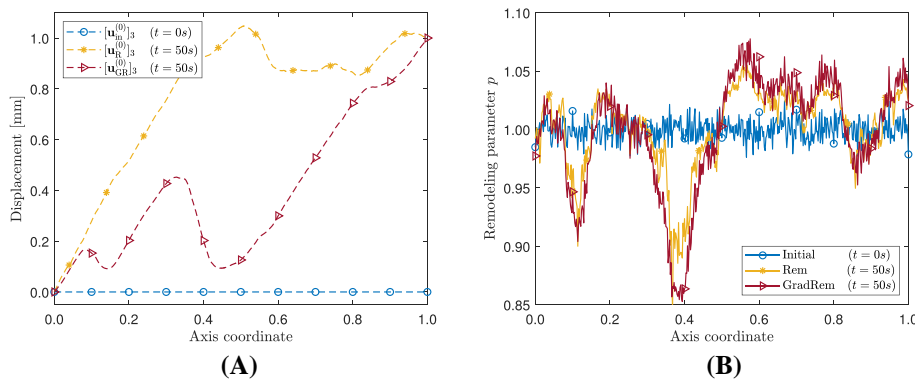 1.0
0.8
0.6
0.4
0.2
0.0
Displacement [mm]
[u_in^(0)]_3 (t = 0s)
[u_R^(0)]_3 (t = 50s)
[u_GR^(0)]_3 (t = 50s)
0.0 0.2 0.4 0.6 0.8 1.0
Axis coordinate
(A)
1.10
1.05
1.00
0.95
0.90
0.85
Remodeling parameter p
Initial (t = 0s)
Rem (t = 50s)
GradRem (t = 50s)
0.0 0.2 0.4 0.6 0.8 1.0
Axis coordinate
(B)